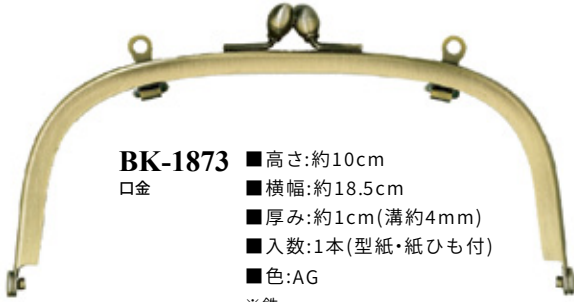 BK-1873
口金
■高さ:約10cm
■横幅:約18.5cm
■厚み:約1cm(溝約4mm)
■入数:1本(型紙・紙ひも付)
■色:AG